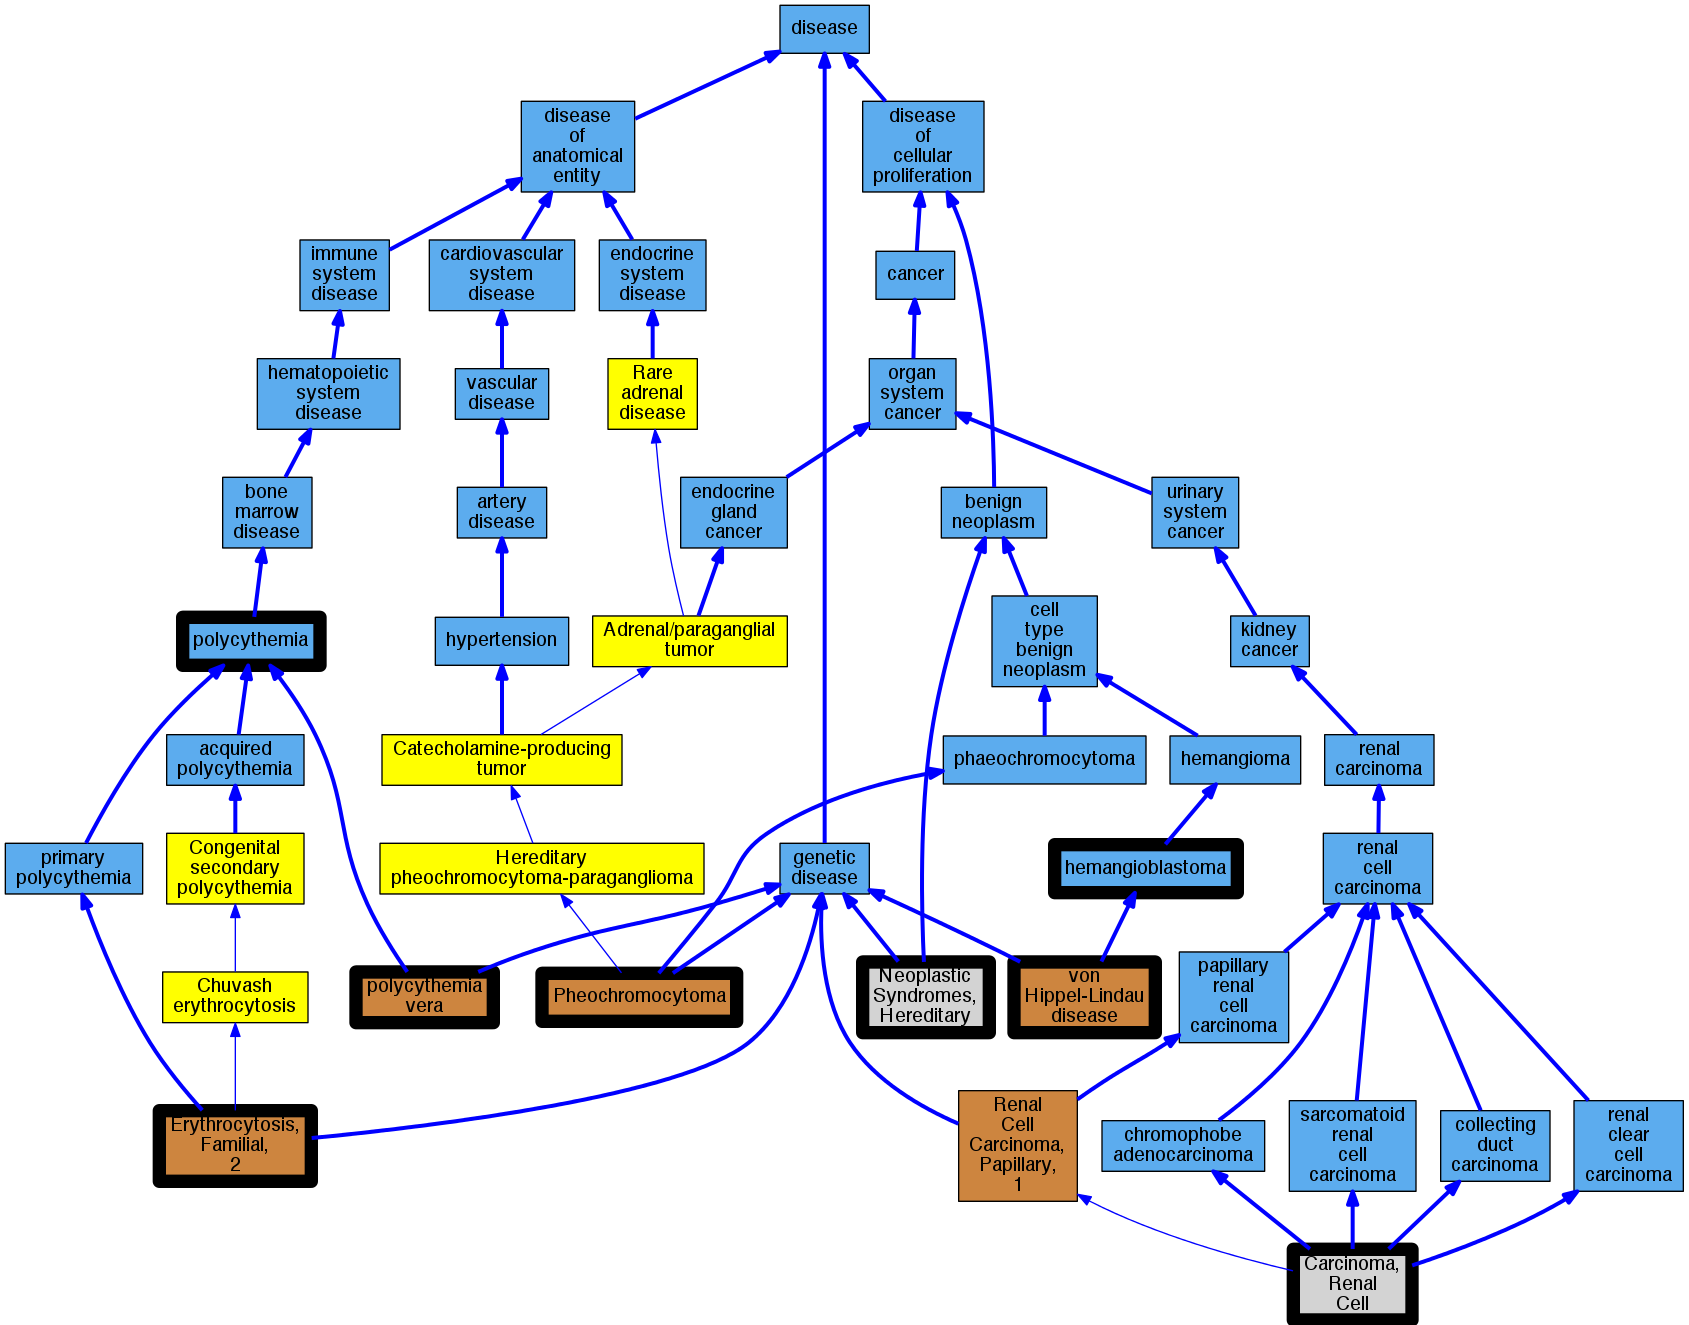 disease
disease
of
anatomical
entity
disease
of
cellular
proliferation
immune
system
disease
cardiovascular
system
disease
endocrine
system
disease
cancer
hematopoietic
system
disease
vascular
disease
Rare
adrenal
disease
organ
system
cancer
bone
marrow
disease
artery
disease
endocrine
gland
cancer
benign
neoplasm
urinary
system
cancer
polycythemia
hypertension
Adrenal/paraganglial
tumor
cell
type
benign
neoplasm
kidney
cancer
acquired
polycythemia
Catecholamine-producing
tumor
phaeochromocytoma
hemangioma
renal
carcinoma
primary
polycythemia
Congenital
secondary
polycythemia
Hereditary
pheochromocytoma-paraganglioma
genetic
disease
hemangioblastoma
renal
cell
carcinoma
Chuvash
erythrocytosis
polycythemia
vera
Pheochromocytoma
Neoplastic
Syndromes,
Hereditary
von
Hippel-Lindau
disease
papillary
renal
cell
carcinoma
Erythrocytosis,
Familial,
2
Renal
Cell
Carcinoma,
Papillary,
1
chromophobe
adenocarcinoma
sarcomatoid
renal
cell
carcinoma
collecting
duct
carcinoma
renal
clear
cell
carcinoma
Carcinoma,
Renal
Cell